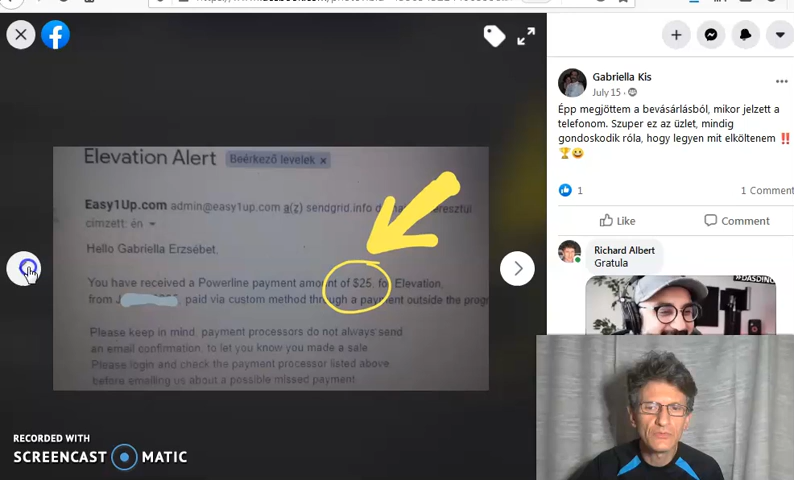 Elevation Alert
Beérkező levelek ×
Easy1Up.com admin@easy1up.com a(z) sendgrid.info
címzett: én
Hello Gabriella Erzsébet,
You have received a Powerline payment amount of $25, for Elevation,
from J paid via custom method through a payment outside the
Please keep in mind, payment processors do not always send
an email confirmation, to let you know you made a sale
Please login and check the payment processor listed above
before emailing us about a possible missed payment
RECORDED WITH
SCREENCAST MATIC
Gabriella Kis
July 15
Épp megjöttem a bevásárlásból, mikor jelzett a
telefonom. Szuper ez az üzlet, mindig
gondoskodik róla, hogy legyen mit elköltenem ‼️
🏆😀
1
1 Comment
Like
Comment
Richard Albert
Gratula